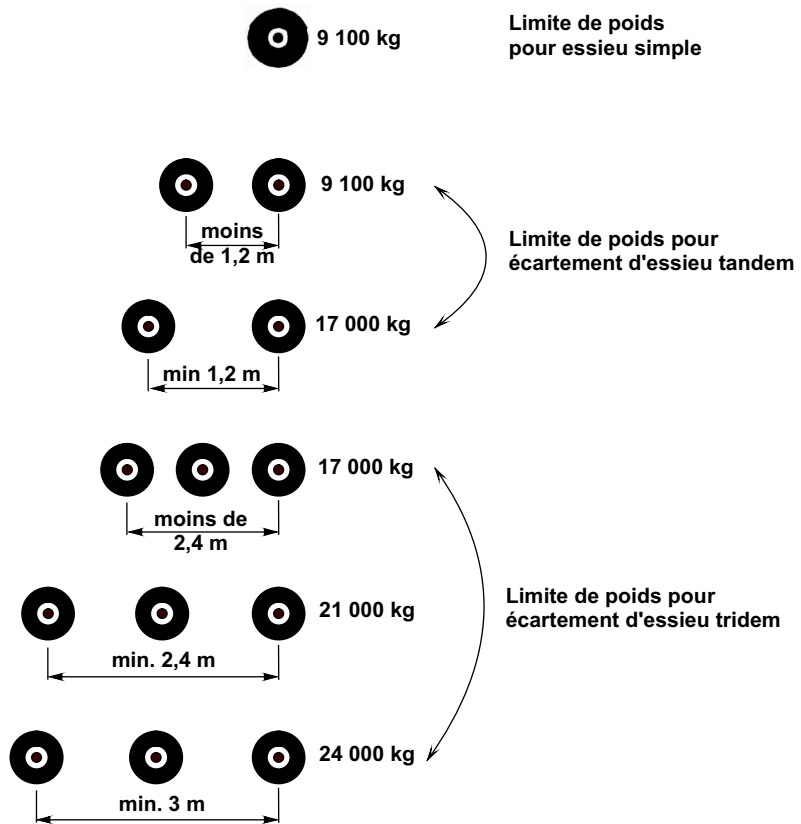 9 100 kg
Limite de poids
pour essieu simple
9 100 kg
moins
de 1,2 m
Limite de poids pour
écartement d'essieu tandem
17 000 kg
min 1,2 m
17 000 kg
moins de
2,4 m
Limite de poids pour
écartement d'essieu tridem
21 000 kg
min. 2,4 m
24 000 kg
min. 3 m